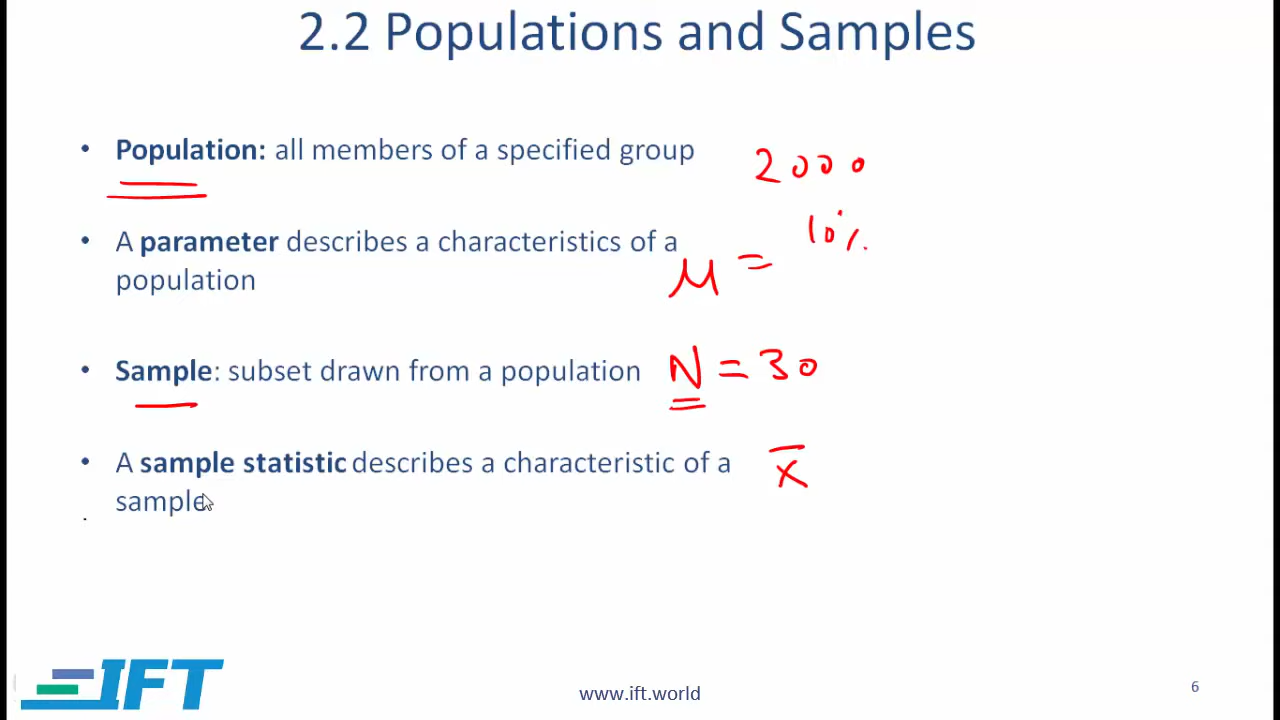 2.2 Populations and Samples
• Population: all members of a specified group
2000
• A parameter describes a characteristics of a
population
μ = 10%
• Sample: subset drawn from a population
N = 30
• A sample statistic describes a characteristic of a
sample
x̄
IFT
www.ift.world
6